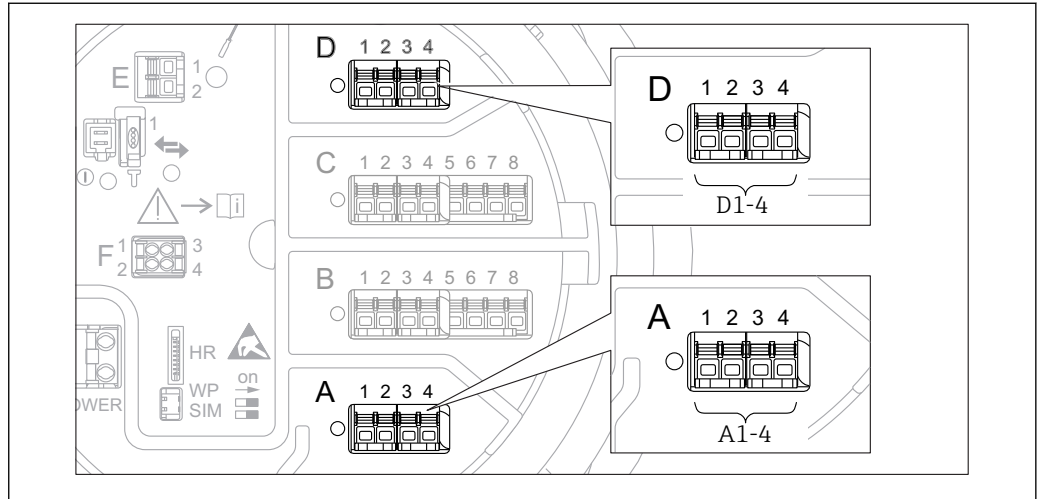 D 1 2 3 4
E 1
2
1
C 1 2 3 4 5 6 7 8
i
F 1 3
2 4
B 1 2 3 4 5 6 7 8
HR
WP on
SIM
OWER
A 1 2 3 4
D 1 2 3 4
D1-4
A 1 2 3 4
A1-4